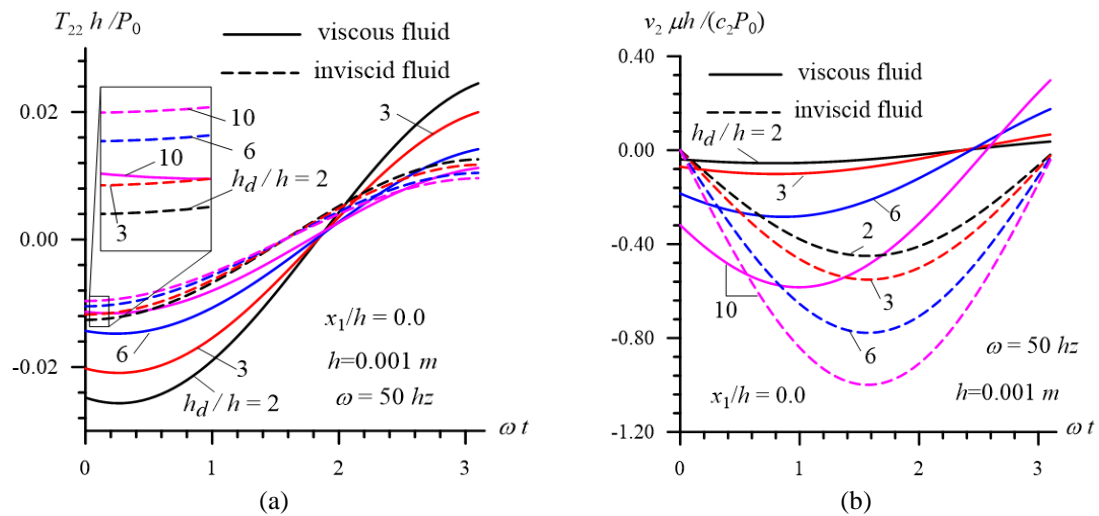 T22 h /P0
viscous fluid
inviscid fluid
3
0.02
10
6
10
hd / h = 2
3
0.00
x1/h = 0.0
6
h=0.001 m
-0.02
3
hd / h = 2
ω = 50 hz
ω t
0
1
2
3
(a)
v2 μh /(c2P0)
0.40
viscous fluid
inviscid fluid
hd / h = 2
0.00
3
6
2
-0.40
10
3
6
ω = 50 hz
-0.80
x1/h = 0.0
h=0.001 m
-1.20
ω t
0
1
2
3
(b)